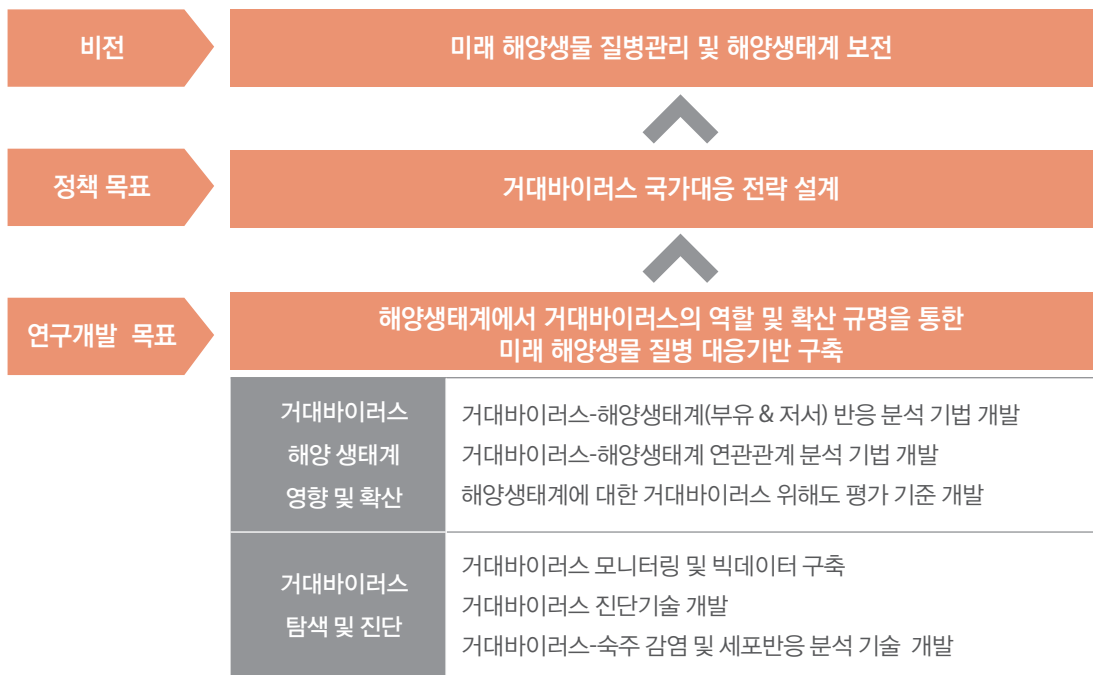 비전
미래 해양생물 질병관리 및 해양생태계 보전
정책 목표
거대바이러스 국가대응 전략 설계
연구개발 목표
해양생태계에서 거대바이러스의 역할 및 확산 규명을 통한
미래 해양생물 질병 대응기반 구축
거대바이러스
해양 생태계
영향 및 확산
거대바이러스-해양생태계(부유 & 저서) 반응 분석 기법 개발
거대바이러스-해양생태계 연관관계 분석 기법 개발
해양생태계에 대한 거대바이러스 위해도 평가 기준 개발
거대바이러스
탐색 및 진단
거대바이러스 모니터링 및 빅데이터 구축
거대바이러스 진단기술 개발
거대바이러스-숙주 감염 및 세포반응 분석 기술 개발